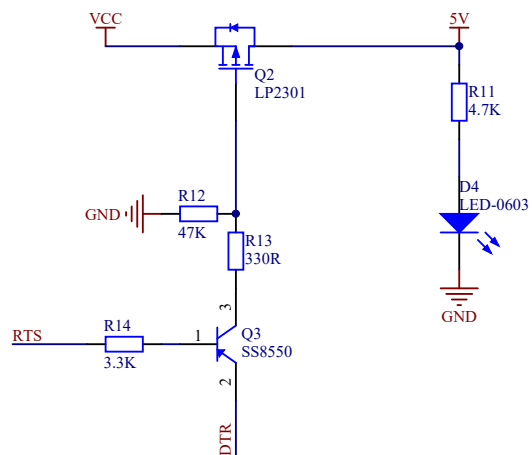 VCC
5V
Q2
LP2301
R11
4.7K
D4
LED-0603
R12
GND
47K
R13
330R
GND
3
R14
RTS
1
Q3
SS8550
3.3K
2
DTR